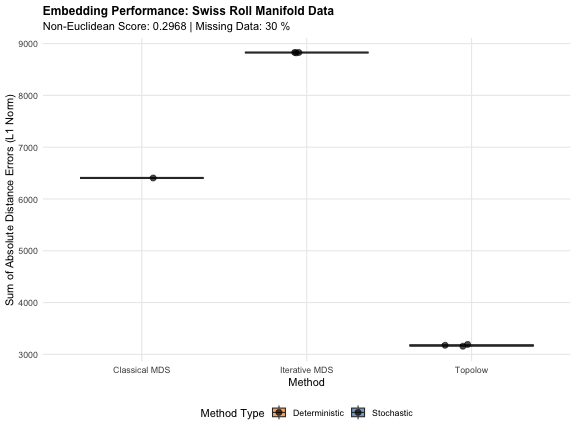 Embedding Performance: Swiss Roll Manifold Data
Non-Euclidean Score: 0.2968 | Missing Data: 30 %
Sum of Absolute Distance Errors (L1 Norm)
9000
8000
7000
6000
5000
4000
3000
Classical MDS
Iterative MDS
Topolow
Method
Method Type
Deterministic
Stochastic